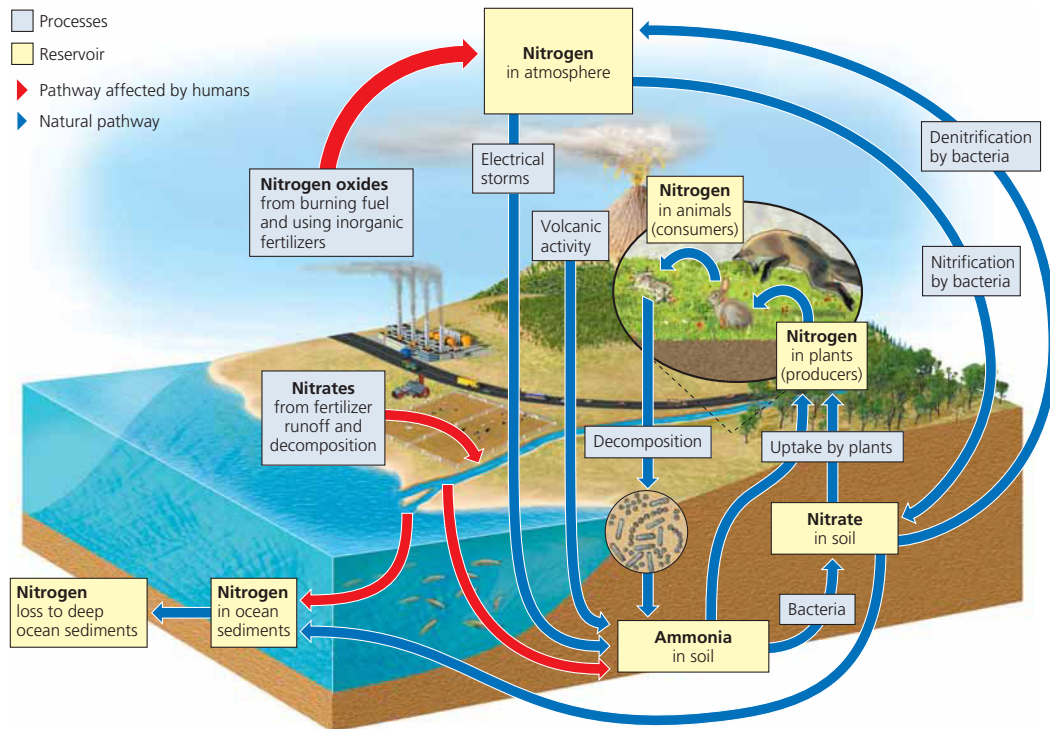 Processes
Reservoir
Pathway affected by humans
Natural pathway
Nitrogen
in atmosphere
Denitrification
by bacteria
Electrical
storms
Nitrogen oxides
from burning fuel
and using inorganic
fertilizers
Nitrogen
in animals
(consumers)
Volcanic
activity
Nitrification
by bacteria
Nitrogen
in plants
(producers)
Nitrates
from fertilizer
runoff and
decomposition
Decomposition
Uptake by plants
Nitrate
in soil
Nitrogen
loss to deep
ocean sediments
Nitrogen
in ocean
sediments
Bacteria
Ammonia
in soil